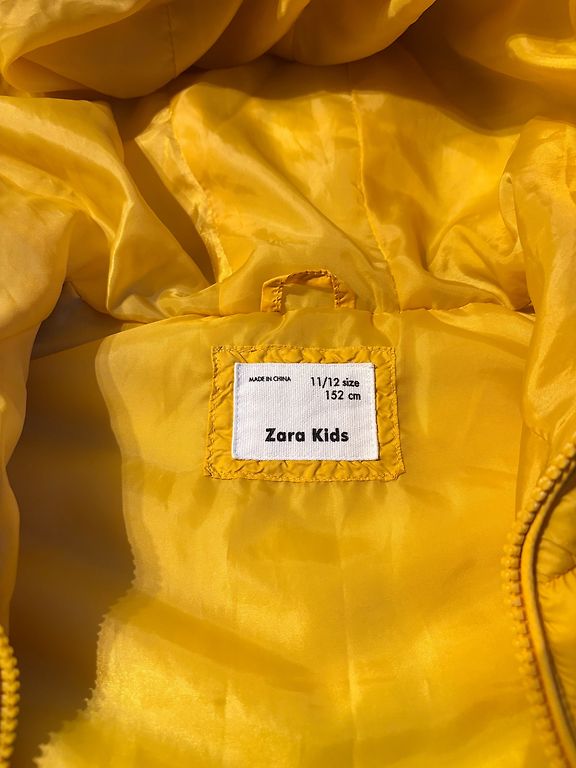 MADE IN CHINA
11/12 size
152 cm
Zara Kids